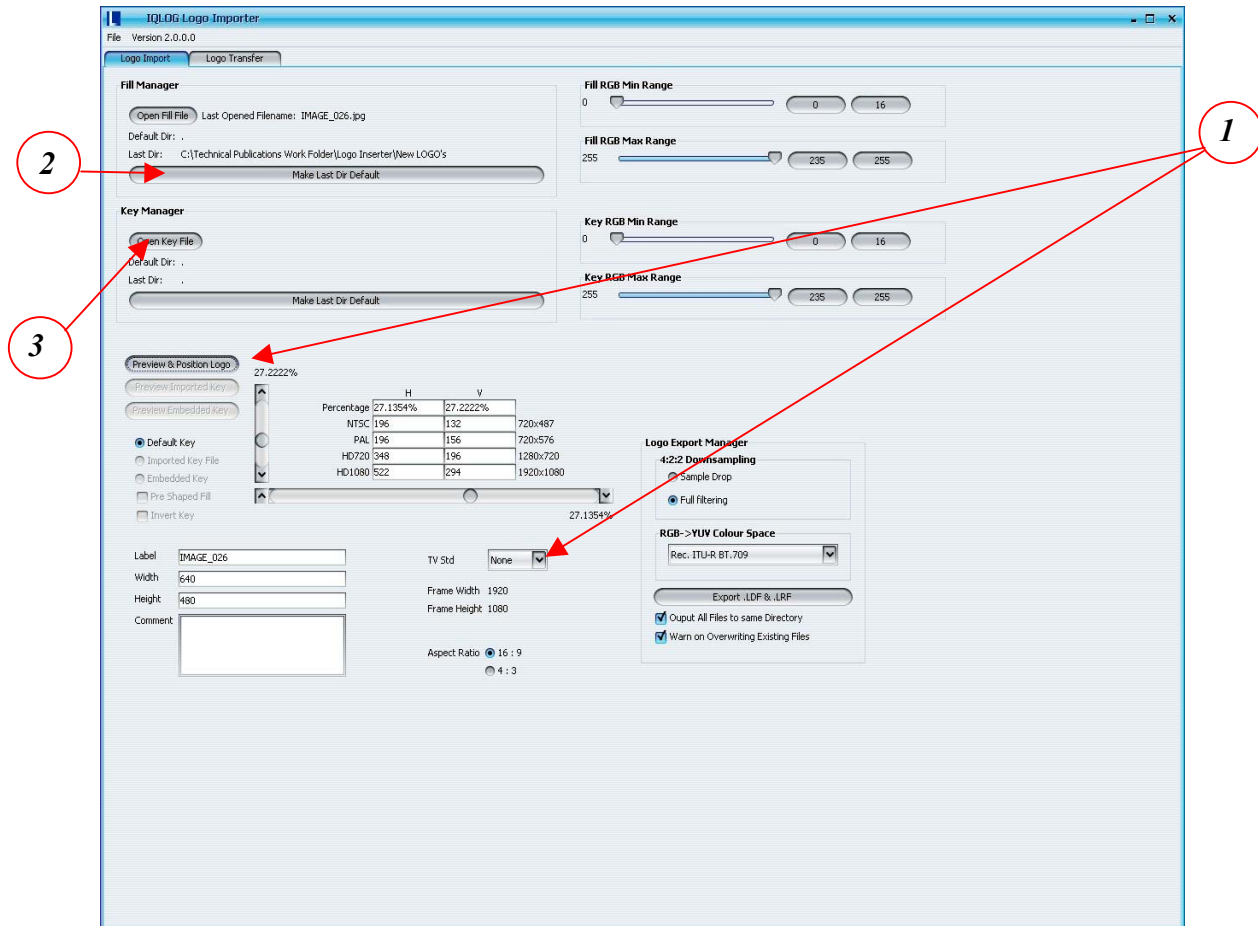 IQLOG Logo Importer
File Version 2.0.0.0
Logo Import Logo Transfer
Fill Manager
Open Fill File Last Opened Filename: IMAGE_026.jpg
Default Dir: .
Last Dir: C:\Technical Publications Work Folder\Logo Inserter\New LOGO's
Make Last Dir Default
Fill RGB Min Range
0 0 16
Fill RGB Max Range
255 235 255
1
2
Key Manager
Open Key File
Default Dir: .
Last Dir: .
Make Last Dir Default
Key RGB Min Range
0 0 16
Key RGB Max Range
255 235 255
3
Preview & Position Logo
Preview Imported Key
Preview Embedded Key
Default Key
Imported Key File
Embedded Key
Pre Shaped Fill
Invert Key
27.2222%
H V
Percentage 27.1354% 27.2222%
NTSC 196 132 720x487
PAL 196 156 720x576
HD720 348 196 1280x720
HD1080 522 294 1920x1080
27.1354%
Label IMAGE_026
Width 640
Height 480
Comment
TV Std None
Frame Width 1920
Frame Height 1080
Aspect Ratio 16 : 9
4 : 3
Logo Export Manager
4:2:2 Downsampling
Sample Drop
Full filtering
RGB->YUV Colour Space
Rec. ITU-R BT.709
Export .LDF & .LRF
Ouput All Files to same Directory
Warn on Overwriting Existing Files